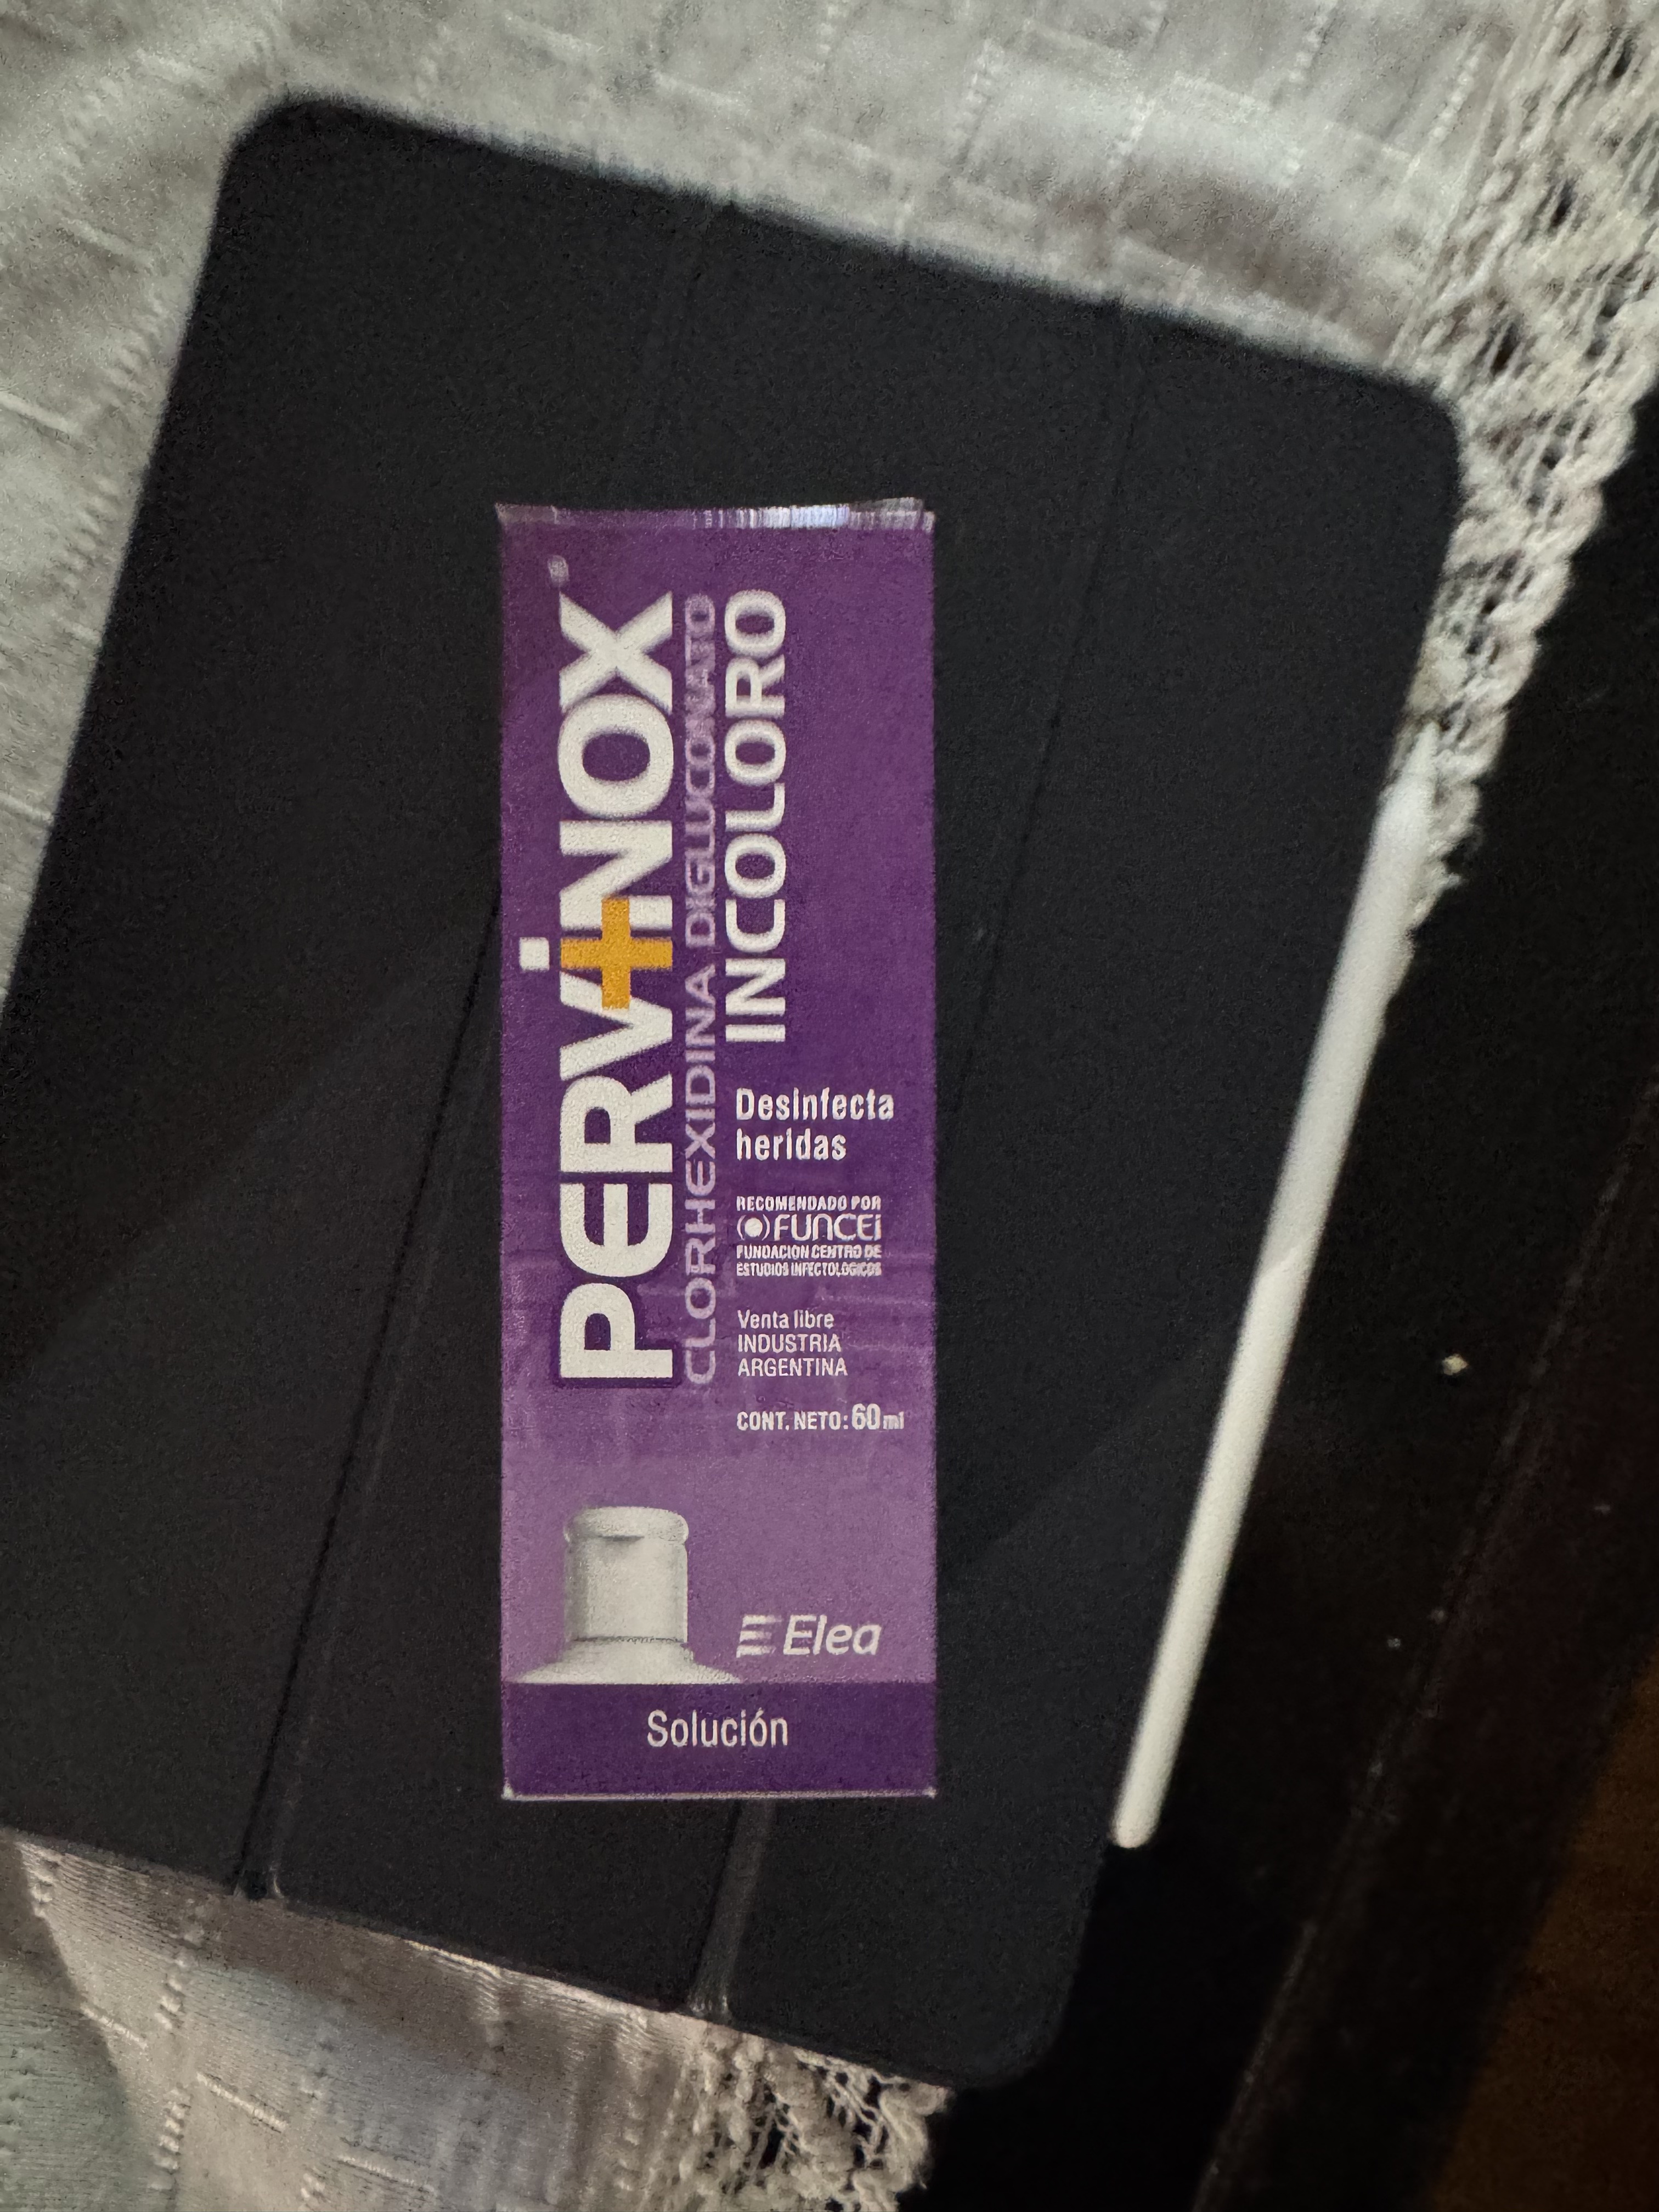 PERVINOX®
CLORHEXIDINA DIGLUCONATO
INCOLORO
Desinfecta
heridas
RECOMENDADO POR
FUNCEI
FUNDACION CENTRO DE
ESTUDIOS INFECTOLOGICOS
Venta libre
INDUSTRIA
ARGENTINA
CONT. NETO: 60 ml
Elea
Solución